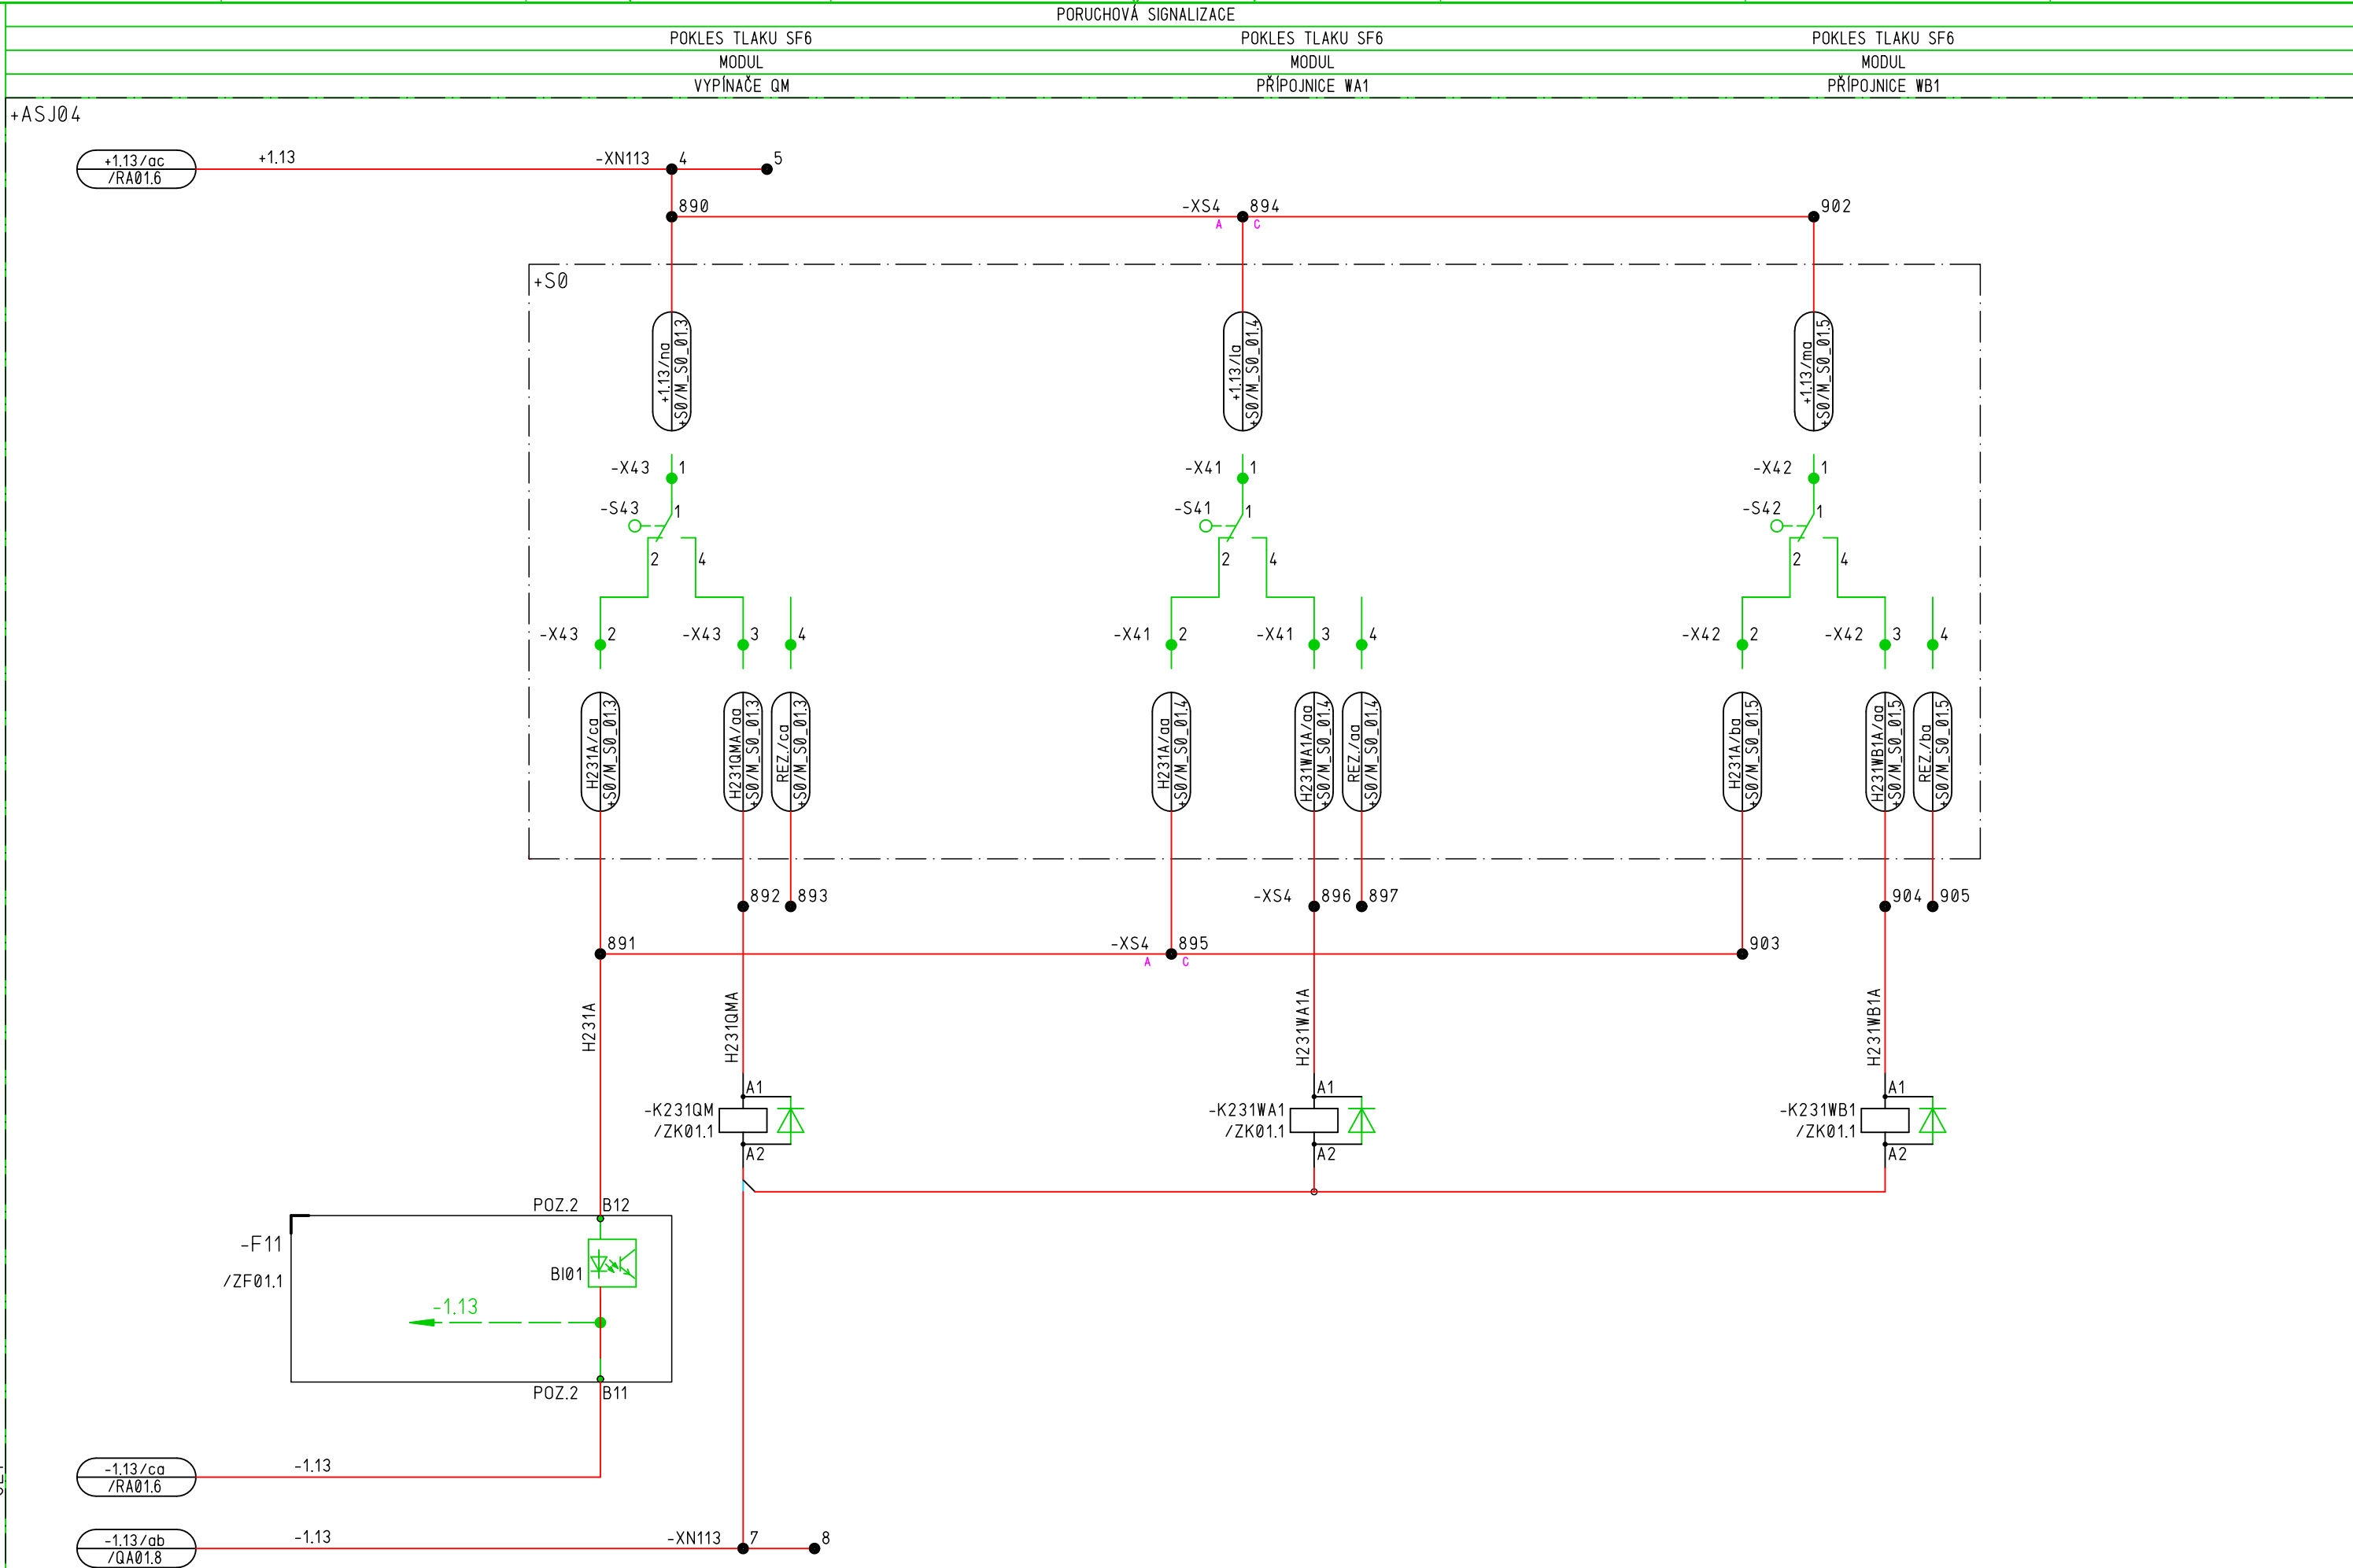 PORUCHOVÁ SIGNALIZACE
POKLES TLAKU SF6 POKLES TLAKU SF6 POKLES TLAKU SF6
MODUL MODUL MODUL
VYPÍNAČE QM PŘÍPOJNICE WA1 PŘÍPOJNICE WB1
+ASJ04
+1.13/ac +1.13 -XN113 4 5
/RA01.6
890 -XS4 894 902
A C
+S0
+1.13/na +1.13/la +1.13/ma
+S0/M_S0_01.3 +S0/M_S0_01.4 +S0/M_S0_01.5
-X43 1 -X41 1 -X42 1
-S43 1 -S41 1 -S42 1
2 4 2 4 2 4
-X43 2 -X43 3 4 -X41 2 -X41 3 4 -X42 2 -X42 3 4
H231A/ca H231QMA/aa REZ./ca H231A/aa H231WA1A/aa REZ./aa H231A/ba H231WB1A/aa REZ./ba
+S0/M_S0_01.3 +S0/M_S0_01.3 +S0/M_S0_01.3 +S0/M_S0_01.4 +S0/M_S0_01.4 +S0/M_S0_01.4 +S0/M_S0_01.5 +S0/M_S0_01.5 +S0/M_S0_01.5
892 893 -XS4 896 897 904 905
891 -XS4 895 903
A C
H231A H231QMA H231WA1A H231WB1A
A1 A1 A1
-K231QM -K231WA1 -K231WB1
/ZK01.1 /ZK01.1 /ZK01.1
A2 A2 A2
POZ.2 B12
-F11
/ZF01.1 BI01
-1.13
POZ.2 B11
-1.13/ca -1.13
/RA01.6
-1.13/ab -1.13 -XN113 7 8
/QA01.8